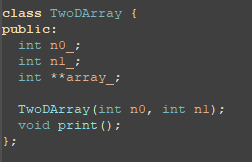 class TwoDArray {
public:
  int n0_;
  int n1_;
  int **array_;

  TwoDArray(int n0, int n1);
  void print();
};